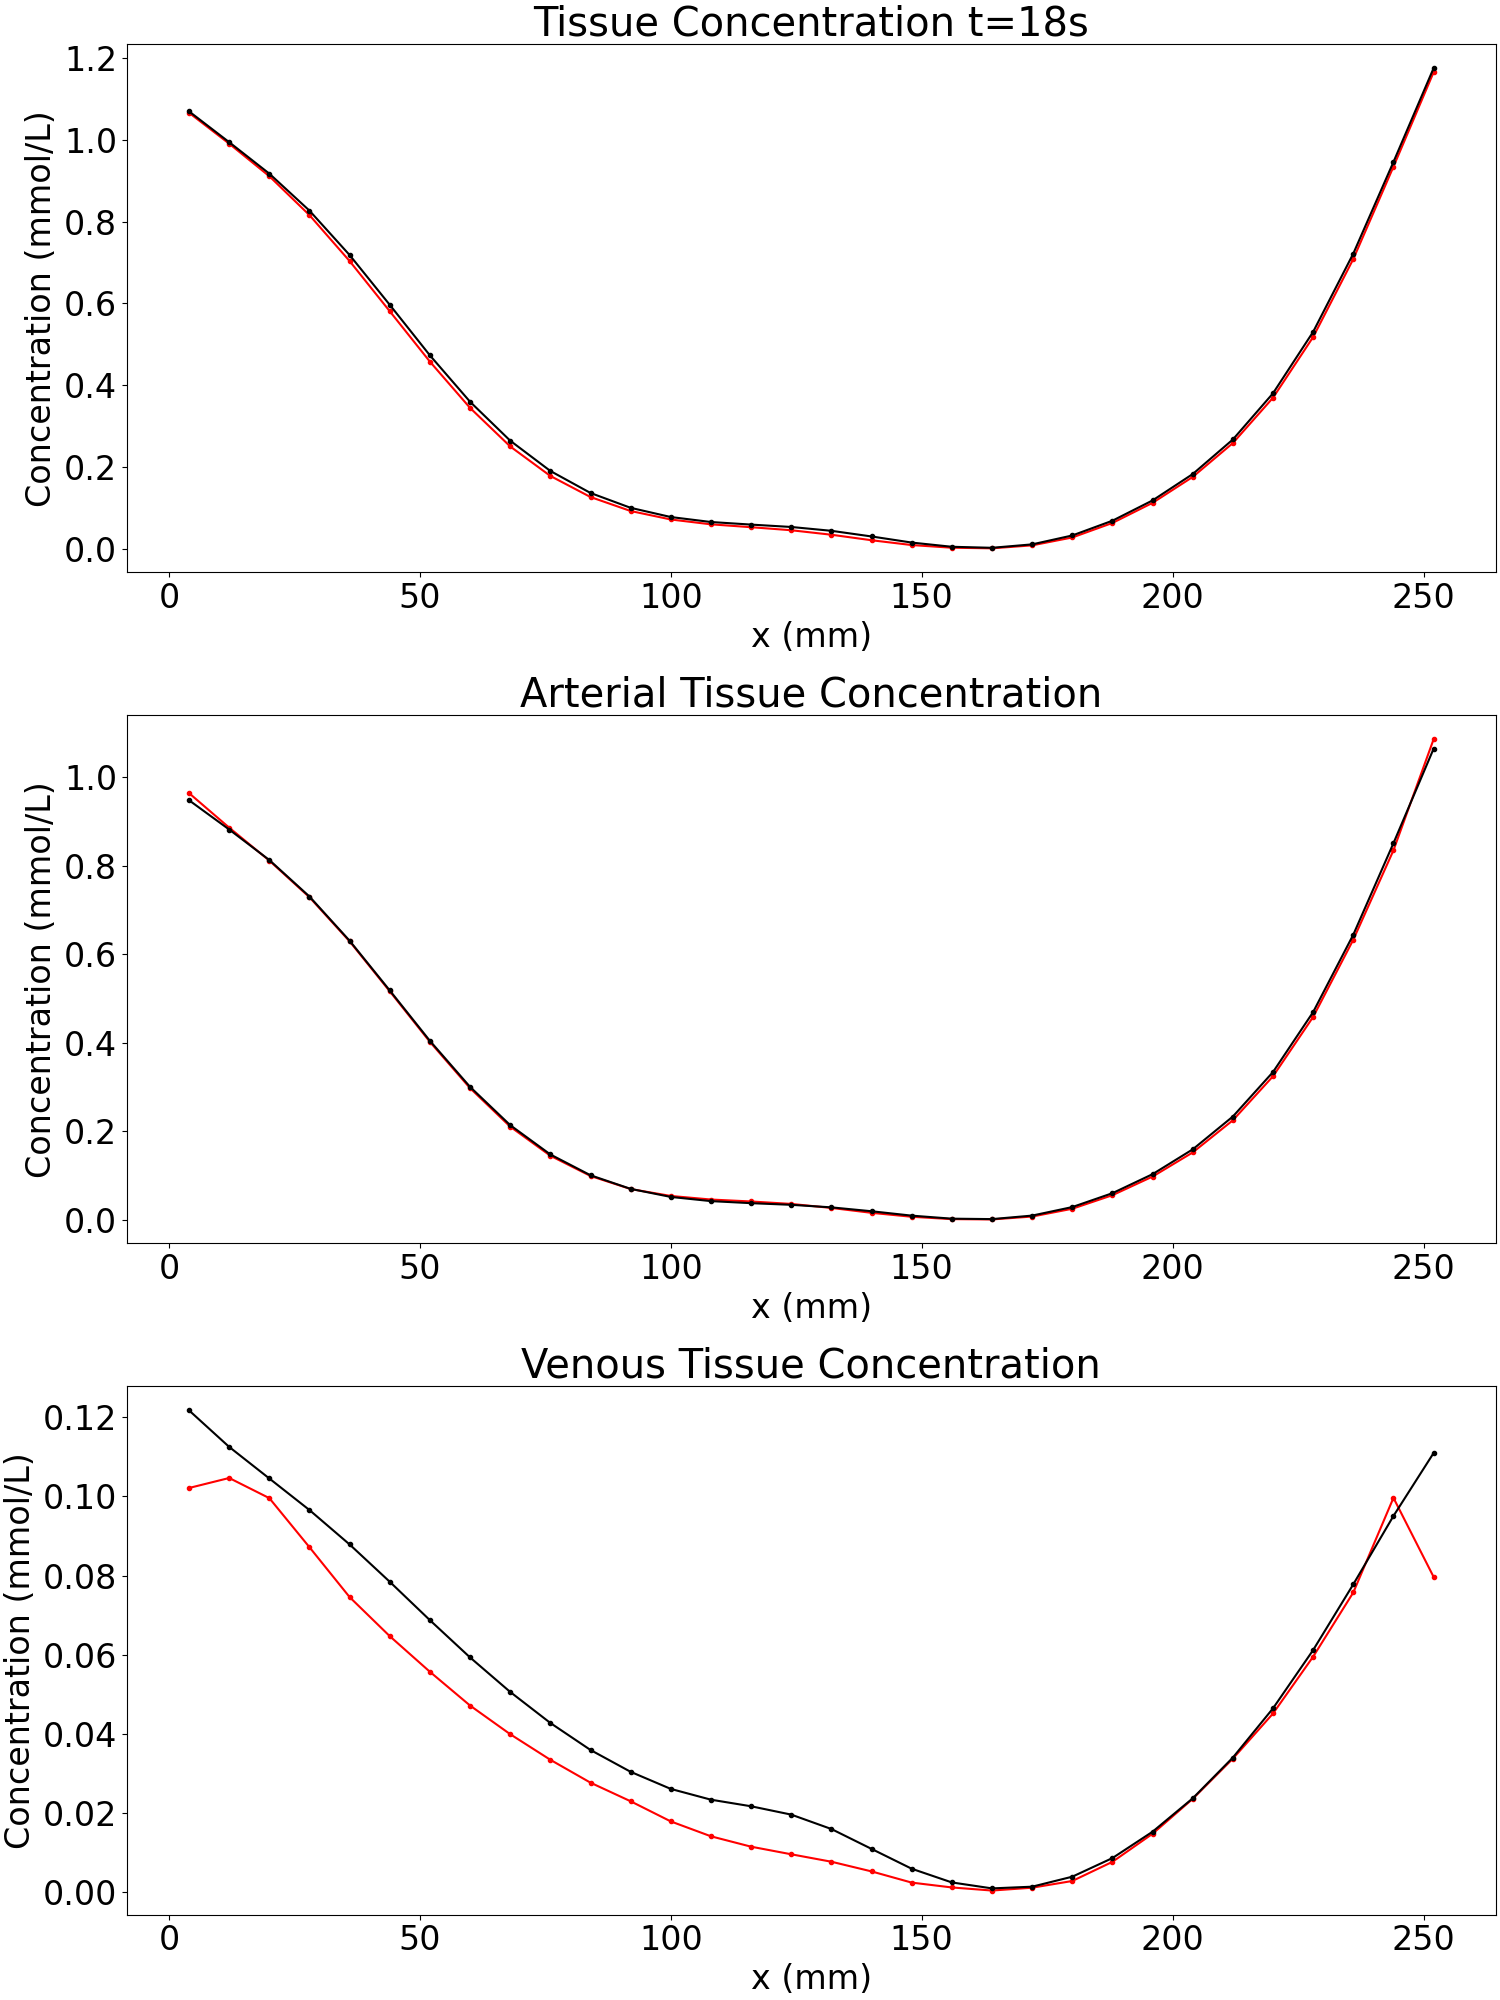 Tissue Concentration t=18s
Concentration (mmol/L)
1.2
1.0
0.8
0.6
0.4
0.2
0.0
0 50 100 150 200 250
x (mm)
Arterial Tissue Concentration
Concentration (mmol/L)
1.0
0.8
0.6
0.4
0.2
0.0
0 50 100 150 200 250
x (mm)
Venous Tissue Concentration
Concentration (mmol/L)
0.12
0.10
0.08
0.06
0.04
0.02
0.00
0 50 100 150 200 250
x (mm)